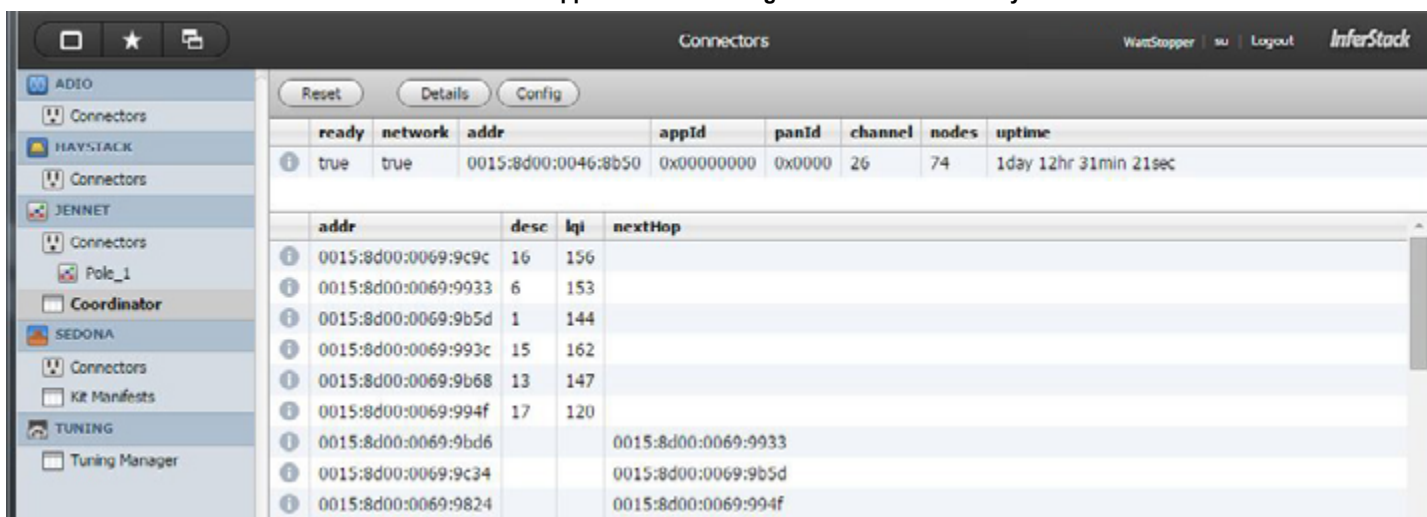 Connectors
WattStopper | su | Logout
InferStack
ADIO
Connectors
HAYSTACK
Connectors
JENNET
Connectors
Pole_1
Coordinator
SEDONA
Connectors
Kit Manifests
TUNING
Tuning Manager
Reset Details Config
ready network addr appId panId channel nodes uptime
true true 0015:8d00:0046:8b50 0x00000000 0x0000 26 74 1day 12hr 31min 21sec
addr desc lqi nextHop
0015:8d00:0069:9c9c 16 156
0015:8d00:0069:9933 6 153
0015:8d00:0069:9b5d 1 144
0015:8d00:0069:993c 15 162
0015:8d00:0069:9b68 13 147
0015:8d00:0069:994f 17 120
0015:8d00:0069:9bd6 0015:8d00:0069:9933
0015:8d00:0069:9c34 0015:8d00:0069:9b5d
0015:8d00:0069:9824 0015:8d00:0069:994f